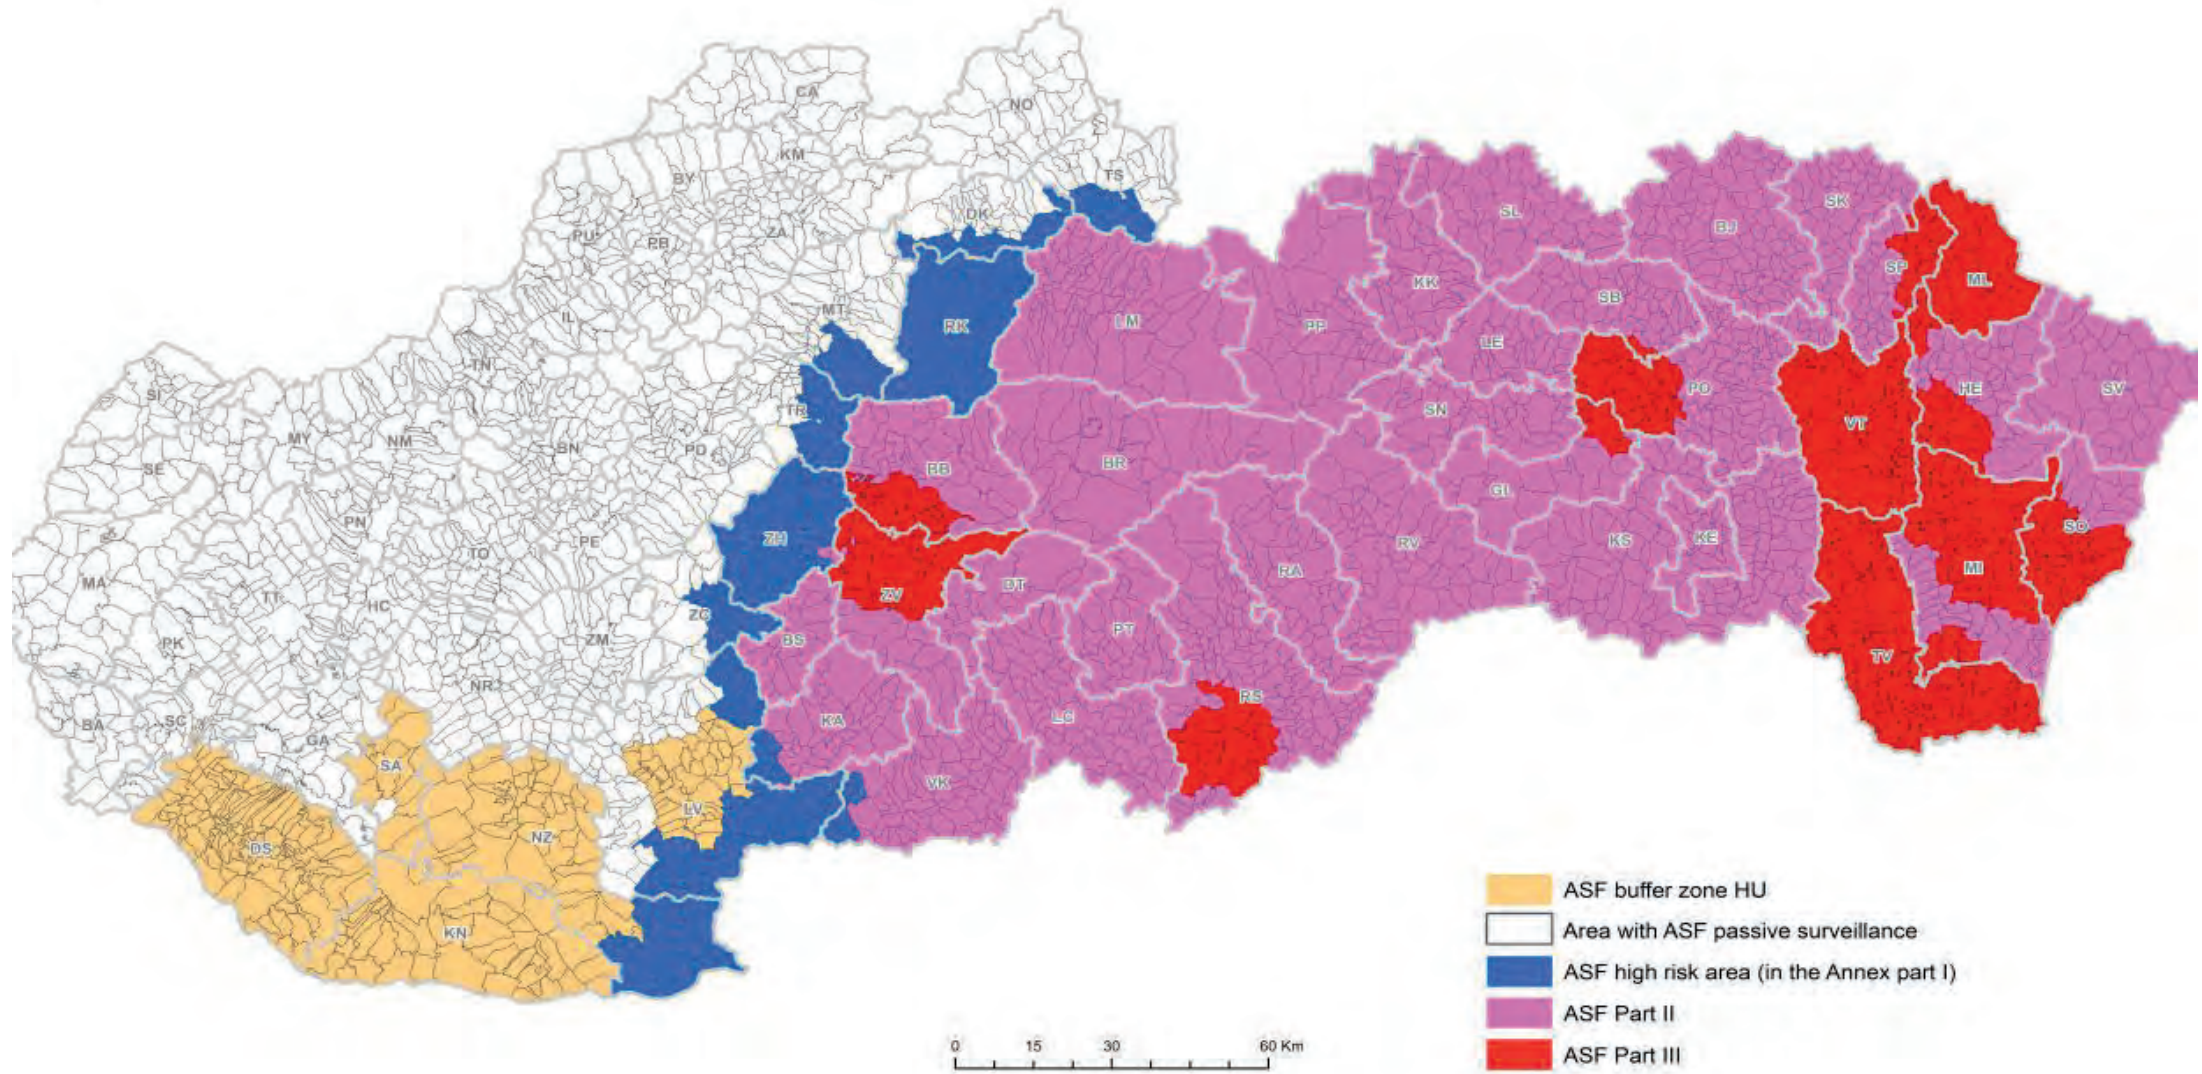 CA
NO
KM
BY
TS
DK
SK
SL
BJ
PU
PB
ZA
SP
ML
KK
SB
MT
IL
RK
LM
PP
LE
TN
PO
HE
SV
SI
TR
SN
VT
MY
NM
BN
PD
SE
BB
BR
GL
PN
TO
PE
ZH
RV
KS
KE
SO
MA
TT
HC
ZV
DT
RA
MI
PK
ZM
ZC
BS
PT
TV
NR
RS
BA
SC
GA
KA
LC
SA
VK
LV
DS
NZ
KN
ASF buffer zone HU
Area with ASF passive surveillance
ASF high risk area (in the Annex part I)
ASF Part II
ASF Part III
0 15 30 60 Km